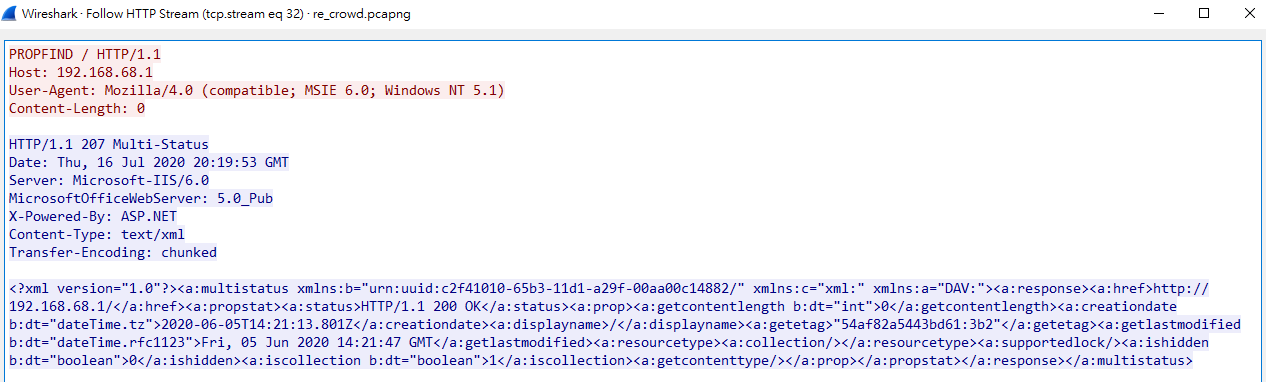 Wireshark · Follow HTTP Stream (tcp.stream eq 32) · re_crowd.pcapng
PROPFIND / HTTP/1.1
Host: 192.168.68.1
User-Agent: Mozilla/4.0 (compatible; MSIE 6.0; Windows NT 5.1)
Content-Length: 0
HTTP/1.1 207 Multi-Status
Date: Thu, 16 Jul 2020 20:19:53 GMT
Server: Microsoft-IIS/6.0
MicrosoftOfficeWebServer: 5.0_Pub
X-Powered-By: ASP.NET
Content-Type: text/xml
Transfer-Encoding: chunked
<?xml version="1.0"?><a:multistatus xmlns:b="urn:uuid:c2f41010-65b3-11d1-a29f-00aa00c14882/" xmlns:c="xml:" xmlns:a="DAV:"><a:response><a:href>http://
192.168.68.1/</a:href><a:propstat><a:status>HTTP/1.1 200 OK</a:status><a:prop><a:getcontentlength b:dt="int">0</a:getcontentlength><a:creationdate
b:dt="dateTime.tz">2020-06-05T14:21:13.801Z</a:creationdate><a:displayname>/</a:displayname><a:getetag>"54af82a5443bd61:3b2"</a:getetag><a:getlastmodified
b:dt="dateTime.rfc1123">Fri, 05 Jun 2020 14:21:47 GMT</a:getlastmodified><a:resourcetype><a:collection/></a:resourcetype><a:supportedlock/><a:ishidden
b:dt="boolean">0</a:ishidden><a:iscollection b:dt="boolean">1</a:iscollection><a:getcontenttype/></a:prop></a:propstat></a:response></a:multistatus>